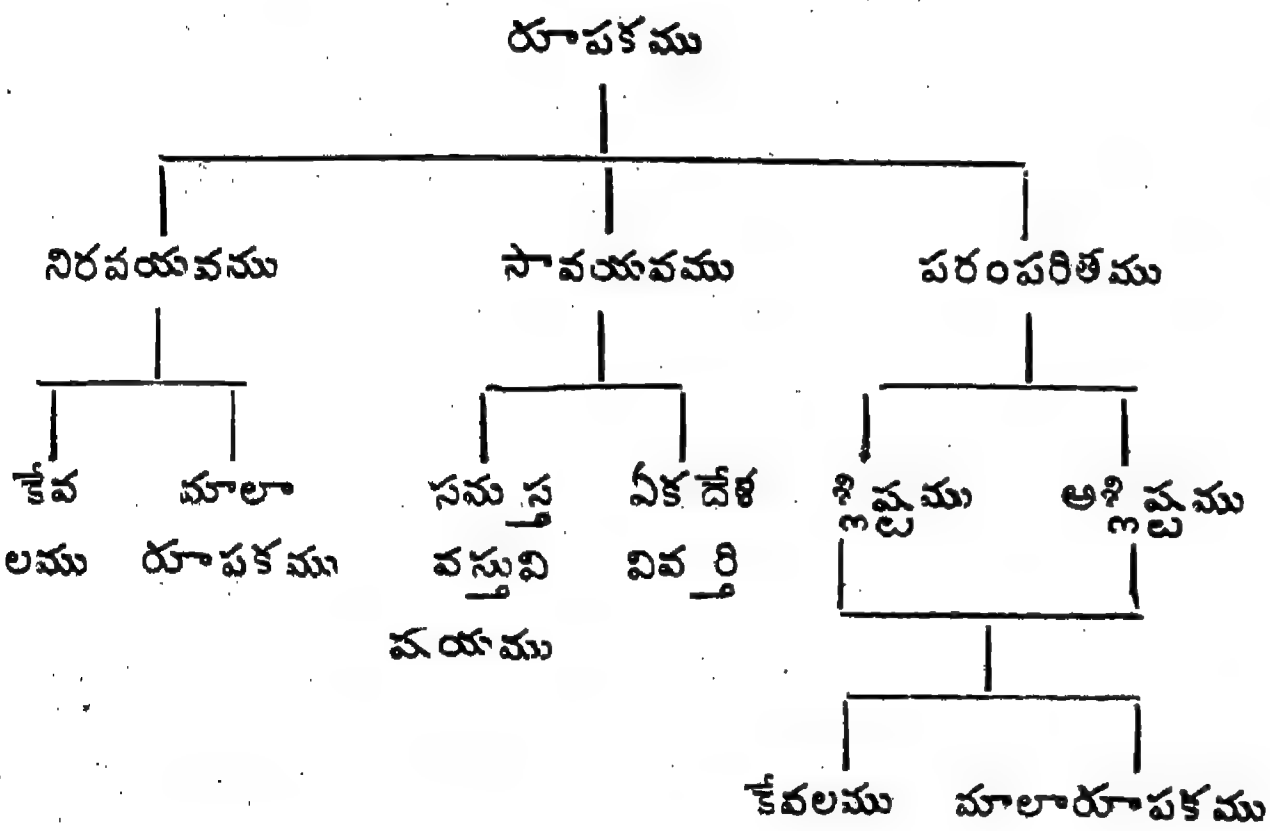 రూపకము
నిరవయవము సావయవము పరంపరితము
కేవ మాలా సమస్త ఏకదేశ శ్లిష్టము అశ్లిష్టము
లము రూపకము వస్తువి వివర్తి
షయము
కేవలము మాలారూపకము